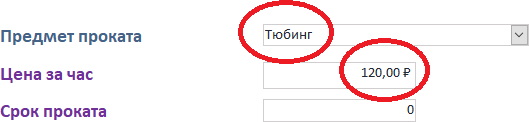 Предмет проката Тюбинг
Цена за час 120,00 ₽
Срок проката 0